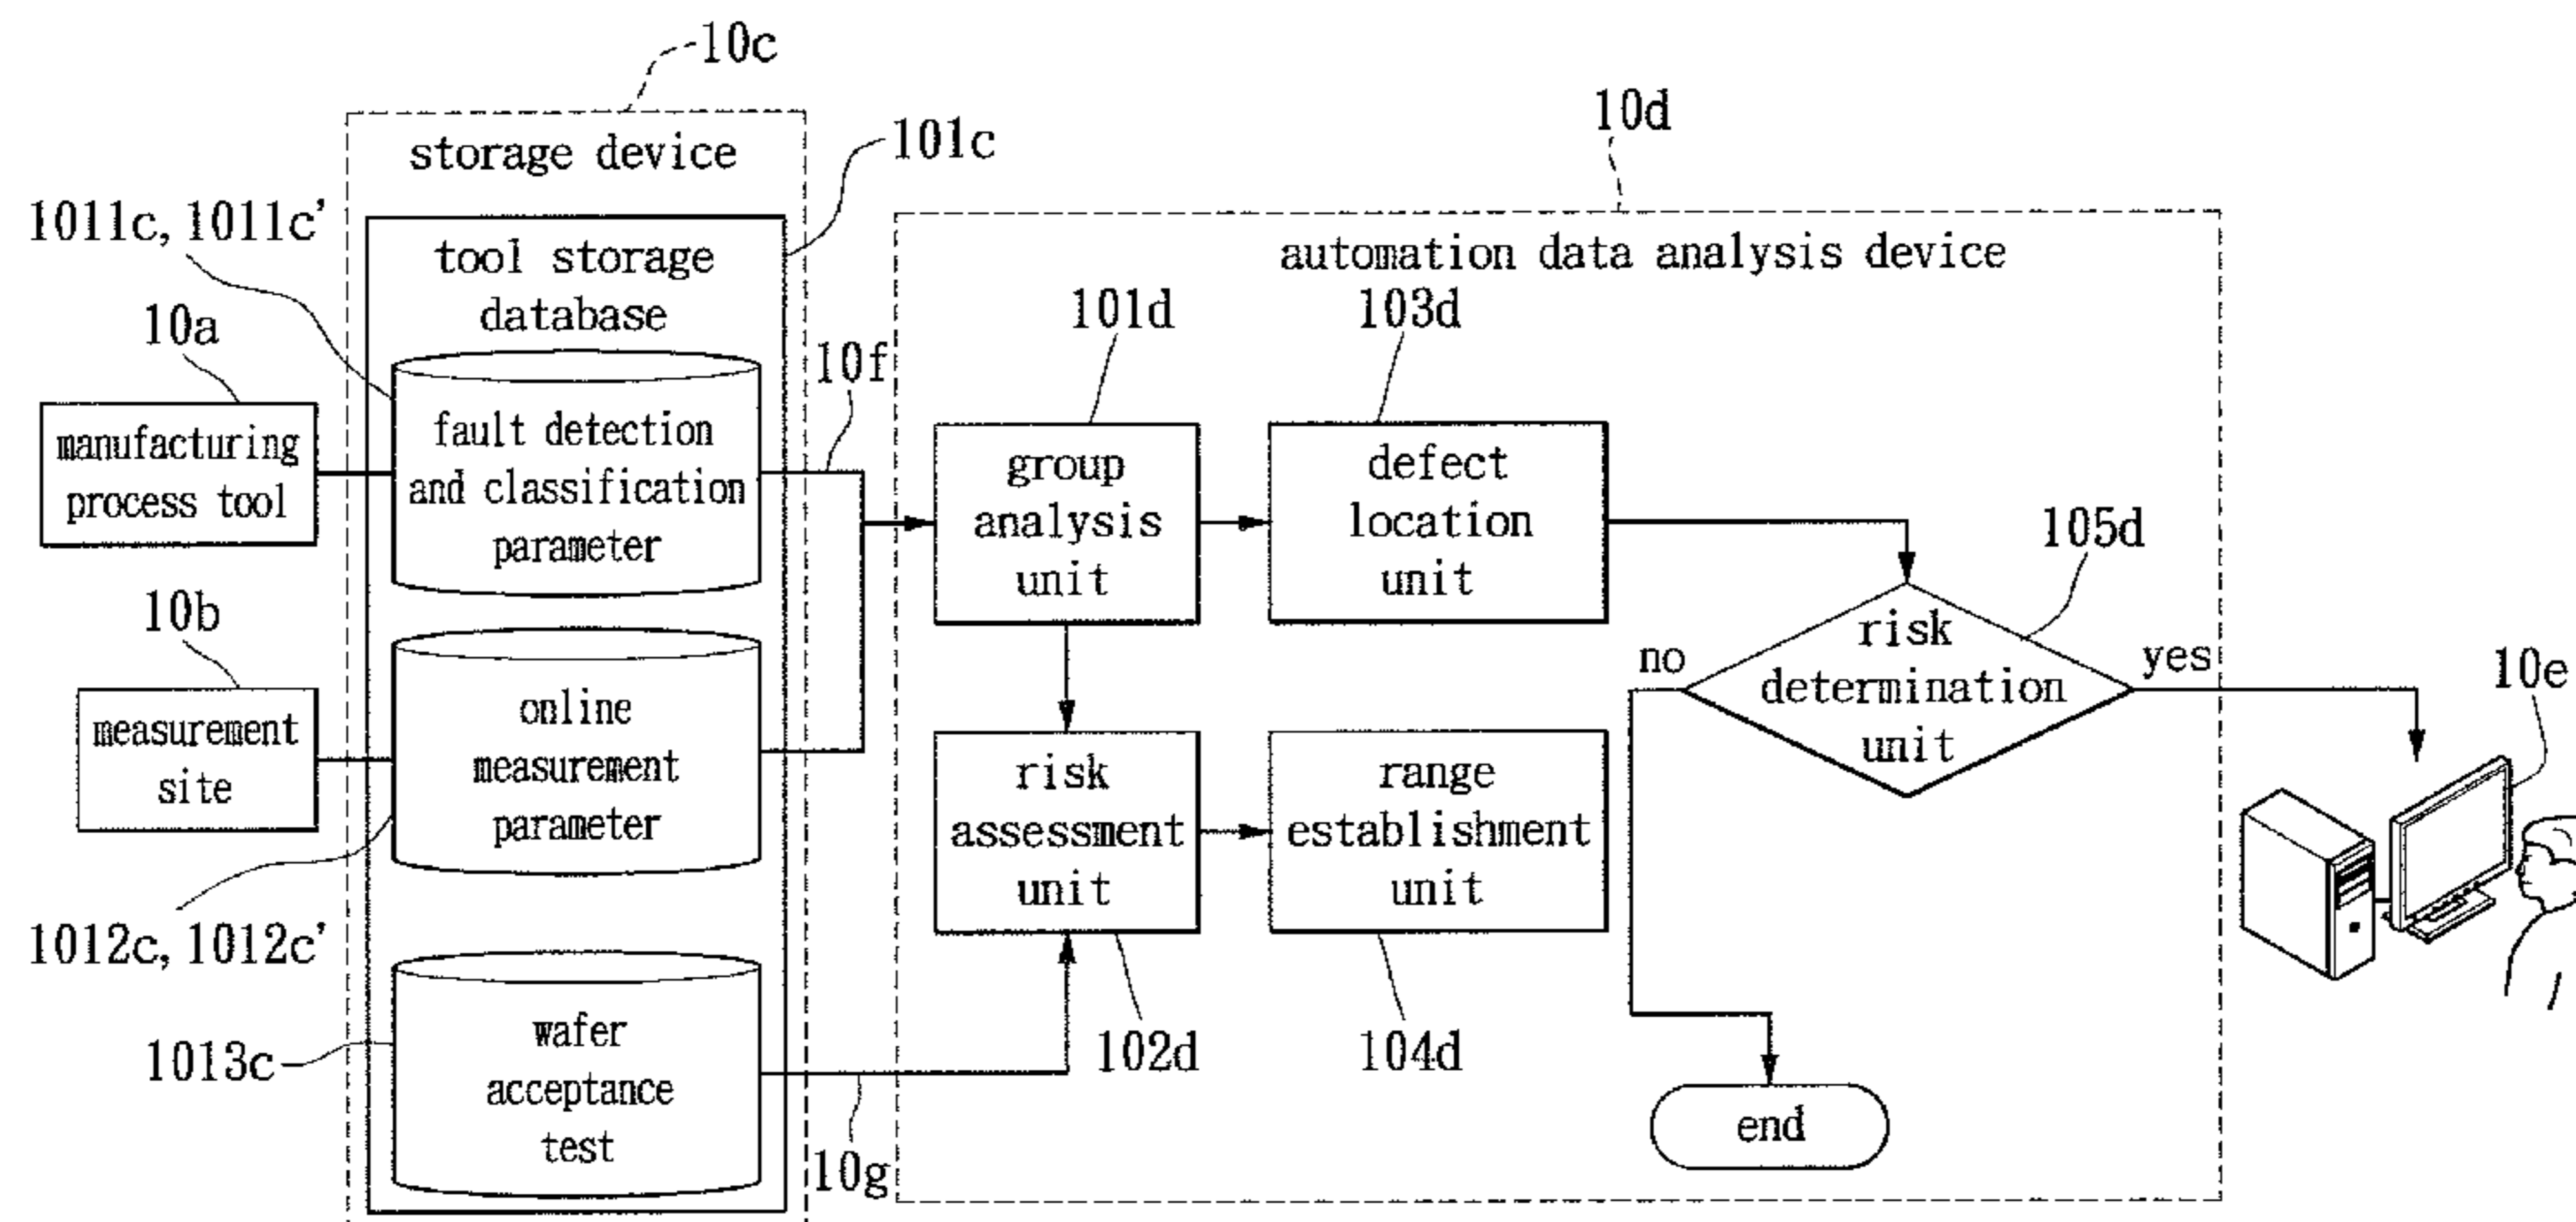 10c
storage device
101c
1011c, 1011c'
tool storage
database
10a
manufacturing
process tool
fault detection
and classification
parameter
10f
10b
measurement
site
online
measurement
parameter
1012c, 1012c'
1013c
wafer
acceptance
test
10g
10d
automation data analysis device
101d
103d
group
analysis
unit
defect
location
unit
105d
risk
determination
unit
no
yes
10e
risk
assessment
unit
range
establishment
unit
102d
104d
end